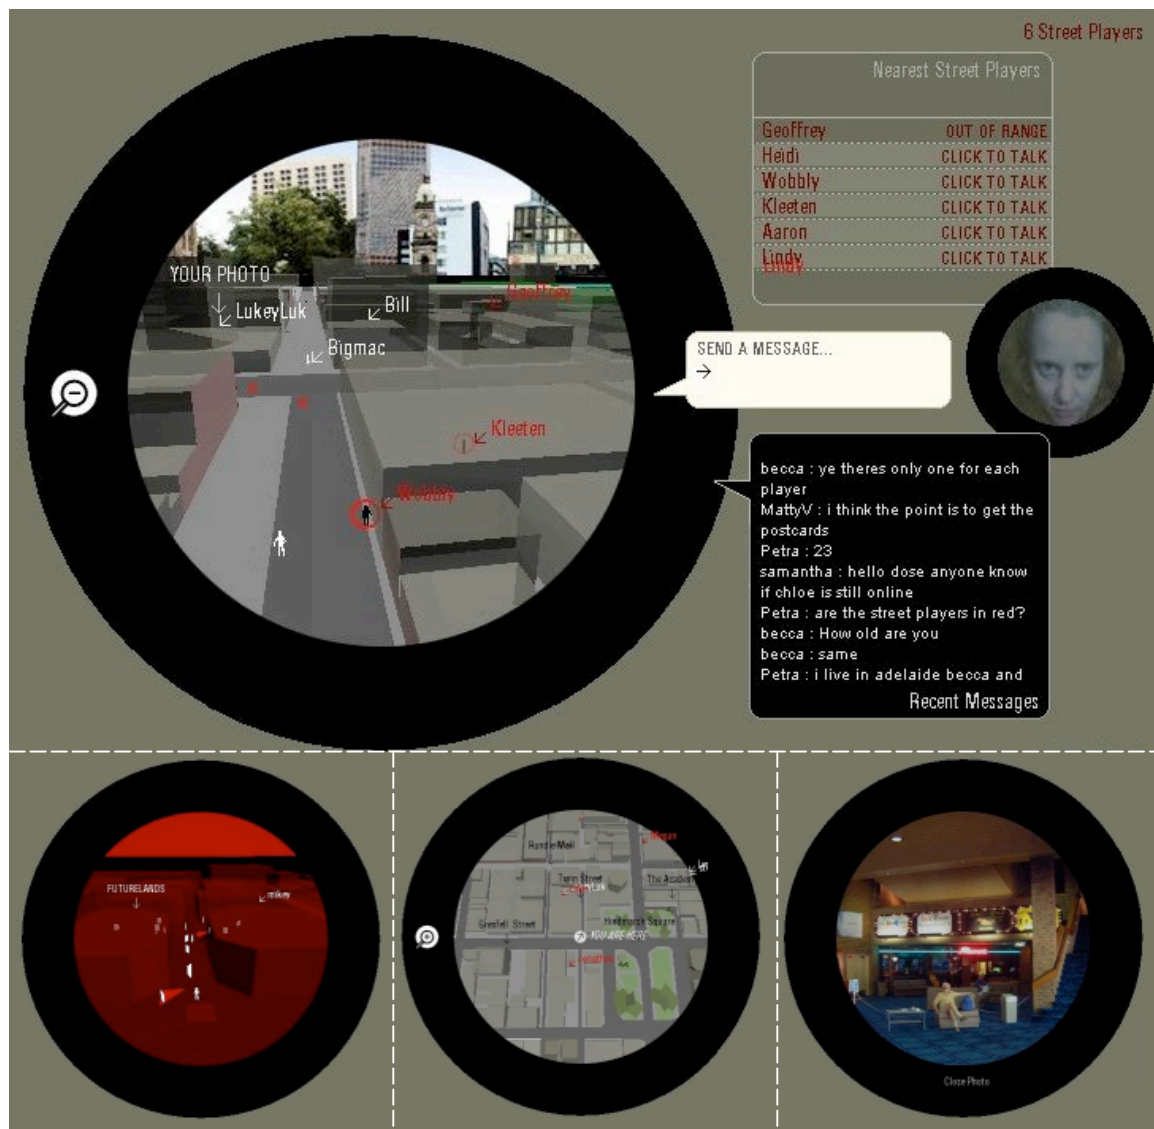 6 Street Players
Nearest Street Players
Geoffrey OUT OF RANGE
Heidi CLICK TO TALK
Wobbly CLICK TO TALK
Kleeten CLICK TO TALK
Aaron CLICK TO TALK
Lindy CLICK TO TALK
Lindy
YOUR PHOTO
LukeyLuk
Bill
Geoffrey
Bigmac
Kleeten
Wobbly
SEND A MESSAGE...
becca : ye theres only one for each
player
MattyV : i think the point is to get the
postcards
Petra : 23
samantha : hello dose anyone know
if chloe is still online
Petra : are the street players in red?
becca : How old are you
becca : same
Petra : i live in adelaide becca and
Recent Messages
FUTURELANDS
mikey
Rundle Mall
Twin Street
The Academy
Grenfell Street
Hindmarsh Square
YOU ARE HERE
Close Photo